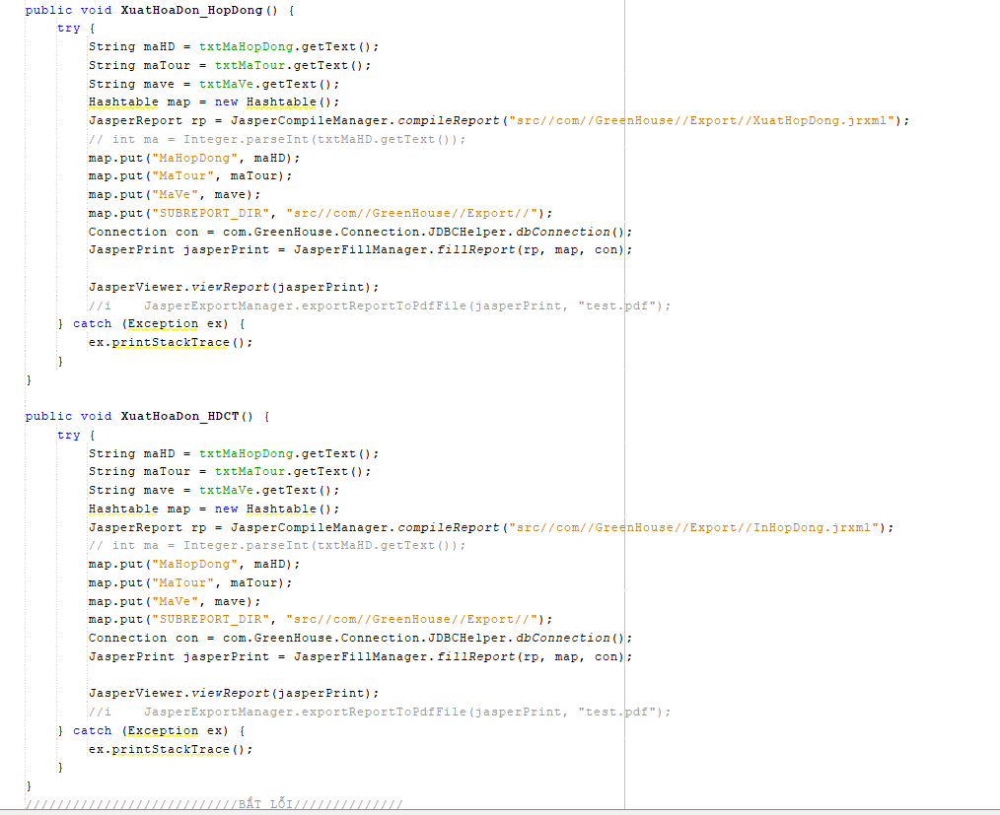 public void XuatHoaDon_HopDong() {
try {
String maHD = txtMaHopDong.getText();
String maTour = txtMaTour.getText();
String mave = txtMaVe.getText();
Hashtable map = new Hashtable();
JasperReport rp = JasperCompileManager.compileReport("src//com//GreenHouse//Export//XuatHopDong.jrxml");
// int ma = Integer.parseInt(txtMaHD.getText());
map.put("MaHopDong", maHD);
map.put("MaTour", maTour);
map.put("MaVe", mave);
map.put("SUBREPORT_DIR", "src//com//GreenHouse//Export//");
Connection con = com.GreenHouse.Connection.JDBCHelper.dbConnection();
JasperPrint jasperPrint = JasperFillManager.fillReport(rp, map, con);
JasperViewer.viewReport(jasperPrint);
//i    JasperExportManager.exportReportToPdfFile(jasperPrint, "test.pdf");
} catch (Exception ex) {
ex.printStackTrace();
}
}
public void XuatHoaDon_HDCT() {
try {
String maHD = txtMaHopDong.getText();
String maTour = txtMaTour.getText();
String mave = txtMaVe.getText();
Hashtable map = new Hashtable();
JasperReport rp = JasperCompileManager.compileReport("src//com//GreenHouse//Export//InHopDong.jrxml");
// int ma = Integer.parseInt(txtMaHD.getText());
map.put("MaHopDong", maHD);
map.put("MaTour", maTour);
map.put("MaVe", mave);
map.put("SUBREPORT_DIR", "src//com//GreenHouse//Export//");
Connection con = com.GreenHouse.Connection.JDBCHelper.dbConnection();
JasperPrint jasperPrint = JasperFillManager.fillReport(rp, map, con);
JasperViewer.viewReport(jasperPrint);
//i    JasperExportManager.exportReportToPdfFile(jasperPrint, "test.pdf");
} catch (Exception ex) {
ex.printStackTrace();
}
}
///////////////////////////BẮT LỖI//////////////